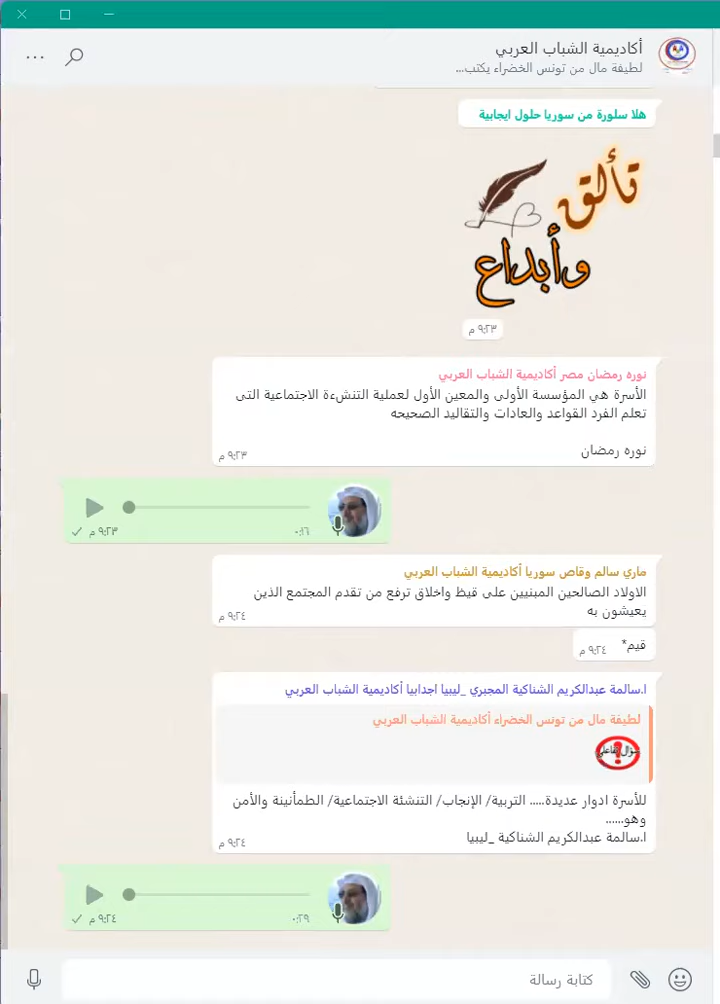 أكاديمية الشباب العربي
لطيفة مال من تونس الخضراء يكتب...
هلا سلورة من سوريا حلول ايجابية
تألق
وأبداع
٩:٢٣ م
نوره رمضان مصر أكاديمية الشباب العربي
الأسرة هي المؤسسة الأولى والمعين الأول لعملية التنشءة الاجتماعية التى
تعلم الفرد القواعد والعادات والتقاليد الصحيحه
نوره رمضان
٩:٢٣ م
٠:١٦
٩:٢٣ م
ماري سالم وقاص سوريا أكاديمية الشباب العربي
الاولاد الصالحين المبنيين على قيظ واخلاق ترفع من تقدم المجتمع الذين
يعيشون به
٩:٢٤ م
قيم*
٩:٢٤ م
ا.سالمة عبدالكريم الشناكية المجبري _ليبيا اجدابيا أكاديمية الشباب العربي
لطيفة مال من تونس الخضراء أكاديمية الشباب العربي
سؤال تفاعلي
للأسرة ادوار عديدة..... التربية/ الإنجاب/ التنشئة الاجتماعية/ الطمأنينة والأمن
وهو......
ا.سالمة عبدالكريم الشناكية _ليبيا
٩:٢٤ م
٠:٢٩
٩:٢٤ م
كتابة رسالة